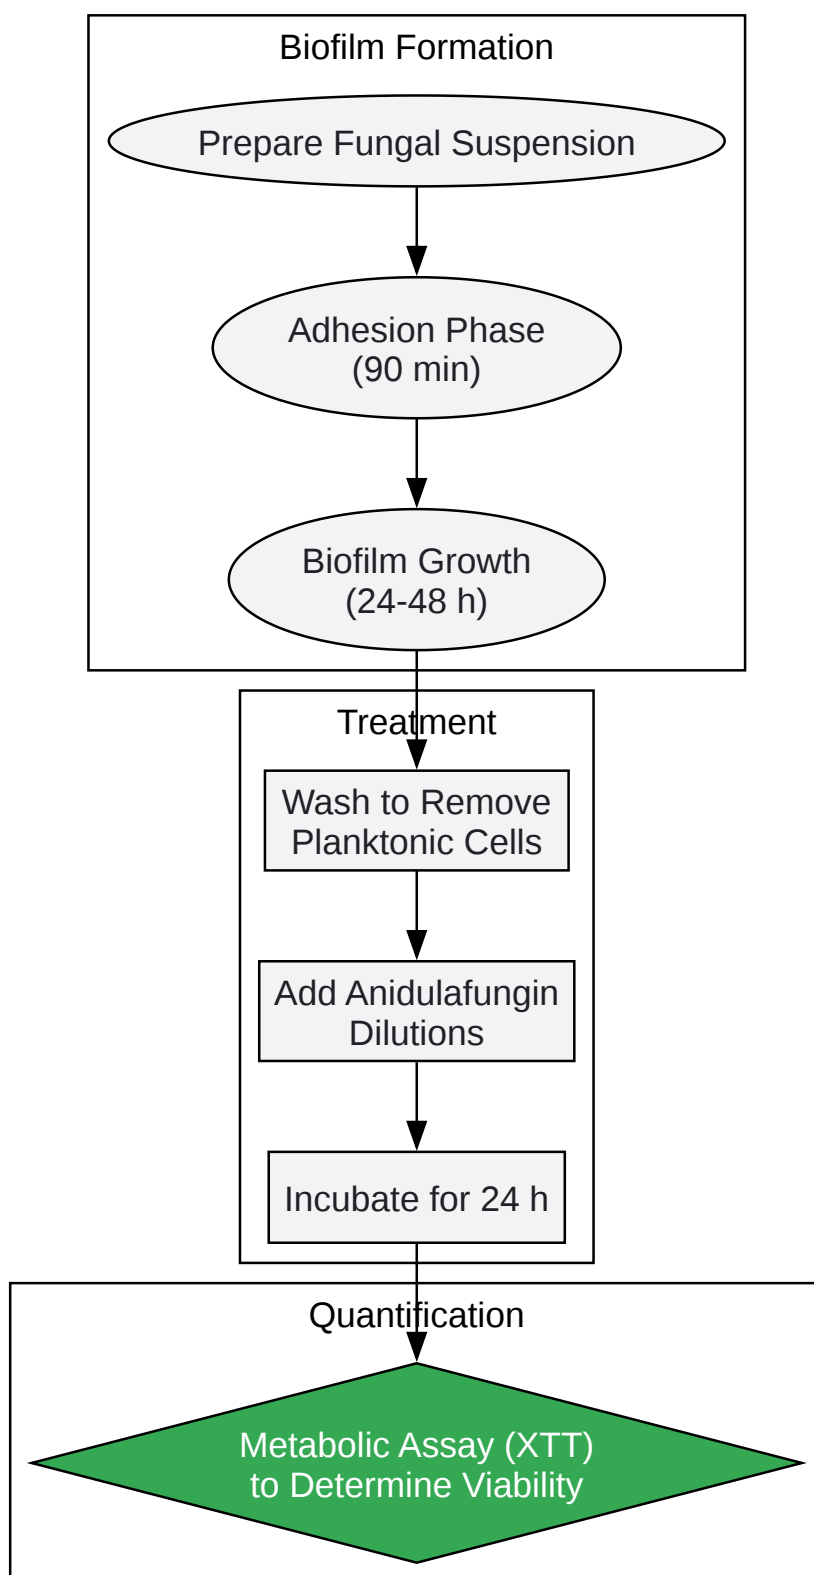 Biofilm Formation
Prepare Fungal Suspension
Adhesion Phase
(90 min)
Biofilm Growth
(24-48 h)
Treatment
Wash to Remove
Planktonic Cells
Add Anidulafungin
Dilutions
Incubate for 24 h
Quantification
Metabolic Assay (XTT)
to Determine Viability